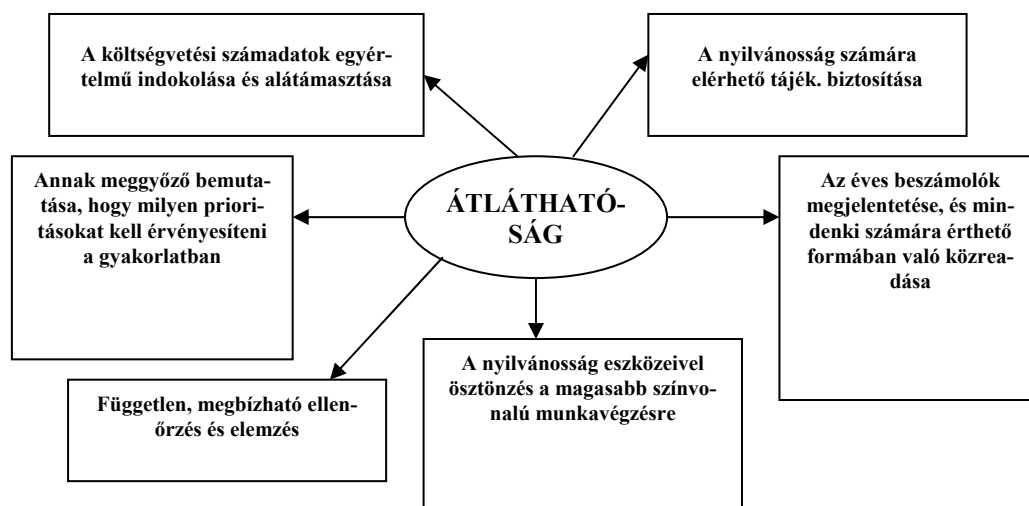 A költségvetési számadatok egyér-
telmű indokolása és alátámasztása
A nyilvánosság számára
elérhető tájék. biztosítása
Annak meggyőző bemuta-
tása, hogy milyen priori-
tásokat kell érvényesíteni
a gyakorlatban
ÁTLÁTHATÓ-
SÁG
Az éves beszámolók
megjelentetése, és min-
denki számára érthető
formában való közrea-
dása
Független, megbízható ellen-
őrzés és elemzés
A nyilvánosság eszközeivel
ösztönzés a magasabb színvo-
nalú munkavégzésre